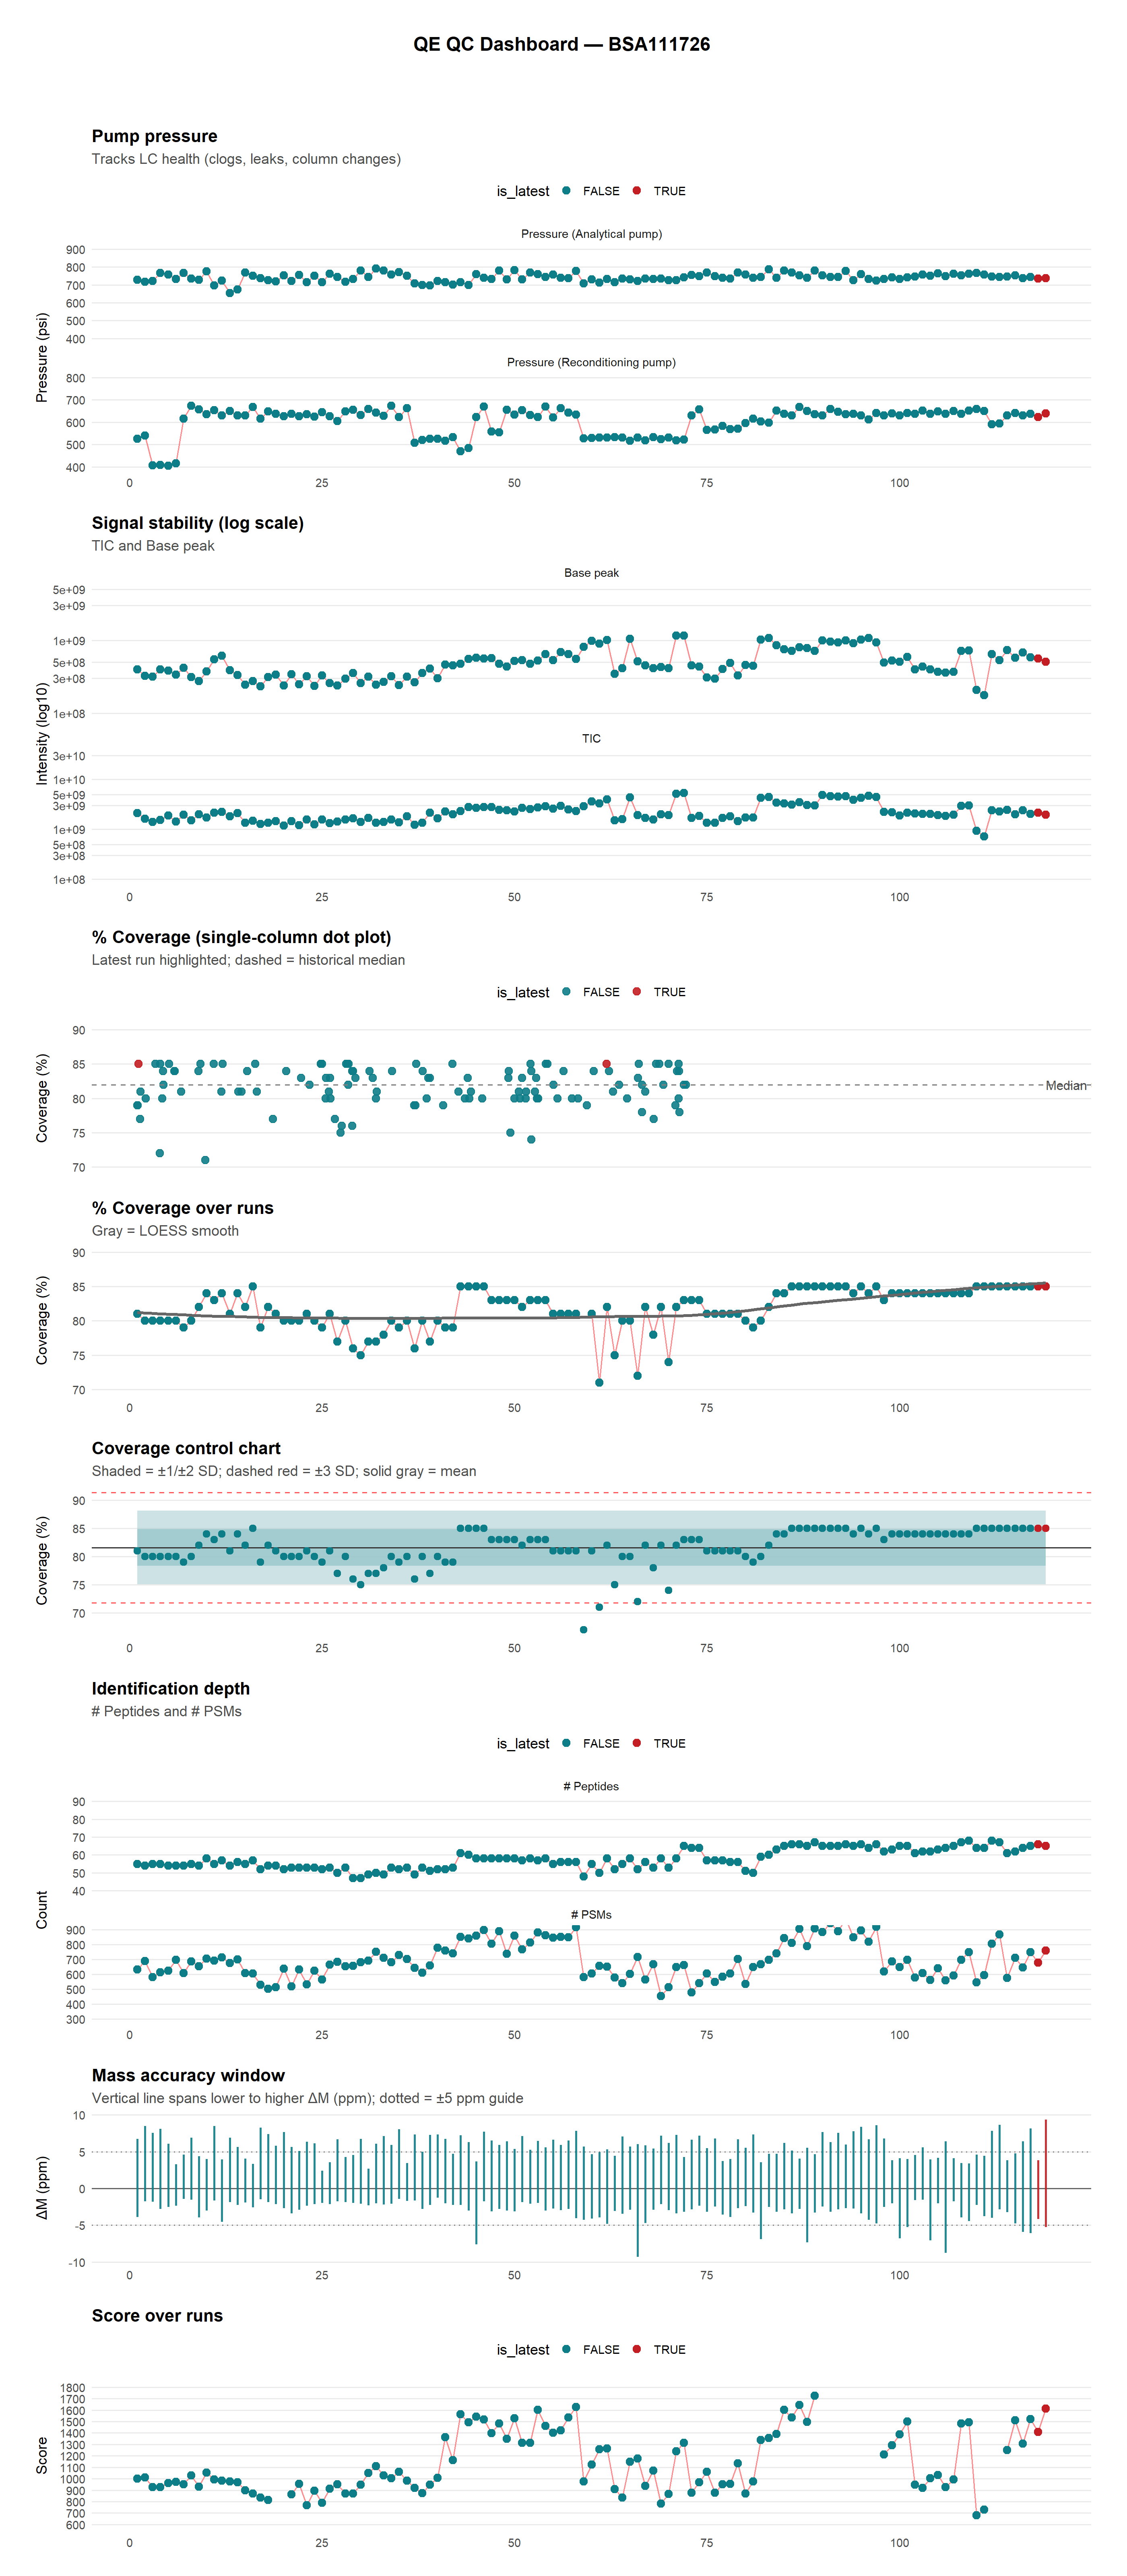 QE QC Dashboard — BSA111726
Pump pressure
Tracks LC health (clogs, leaks, column changes)
is_latest FALSE TRUE
Pressure (Analytical pump)
900
800
700
600
500
400
Pressure (psi)
Pressure (Reconditioning pump)
800
700
600
500
400
0 25 50 75 100
Signal stability (log scale)
TIC and Base peak
Base peak
5e+09
3e+09
1e+09
5e+08
3e+08
1e+08
Intensity (log10)
TIC
3e+10
1e+10
5e+09
3e+09
1e+09
5e+08
3e+08
1e+08
0 25 50 75 100
% Coverage (single-column dot plot)
Latest run highlighted; dashed = historical median
is_latest FALSE TRUE
Coverage (%)
90
85
80
75
70
Median
% Coverage over runs
Gray = LOESS smooth
Coverage (%)
90
85
80
75
70
0 25 50 75 100
Coverage control chart
Shaded = ±1/±2 SD; dashed red = ±3 SD; solid gray = mean
Coverage (%)
90
85
80
75
70
0 25 50 75 100
Identification depth
# Peptides and # PSMs
is_latest FALSE TRUE
# Peptides
90
80
70
60
50
40
Count
# PSMs
900
800
700
600
500
400
300
0 25 50 75 100
Mass accuracy window
Vertical line spans lower to higher ΔM (ppm); dotted = ±5 ppm guide
ΔM (ppm)
10
5
0
-5
-10
0 25 50 75 100
Score over runs
is_latest FALSE TRUE
Score
1800
1700
1600
1500
1400
1300
1200
1100
1000
900
800
700
600
0 25 50 75 100